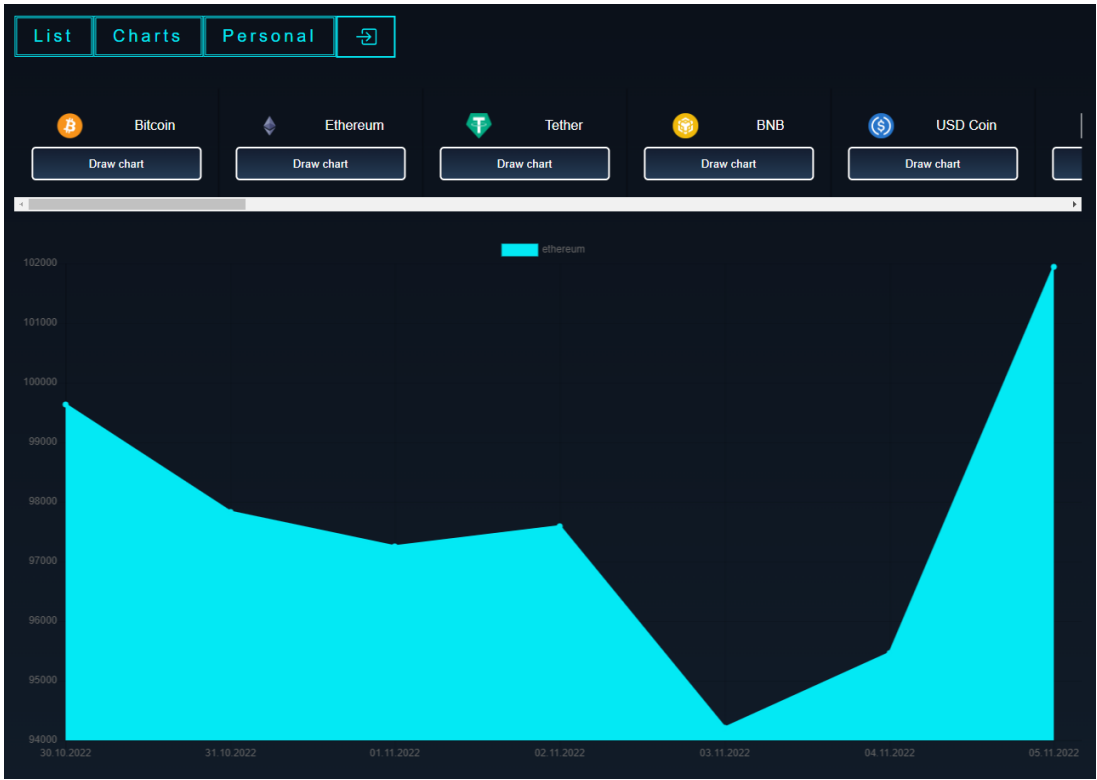 List Charts Personal
Bitcoin Ethereum Tether BNB USD Coin
Draw chart Draw chart Draw chart Draw chart Draw chart
ethereum
102000
101000
100000
99000
98000
97000
96000
95000
94000
30.10.2022 31.10.2022 01.11.2022 02.11.2022 03.11.2022 04.11.2022 05.11.2022